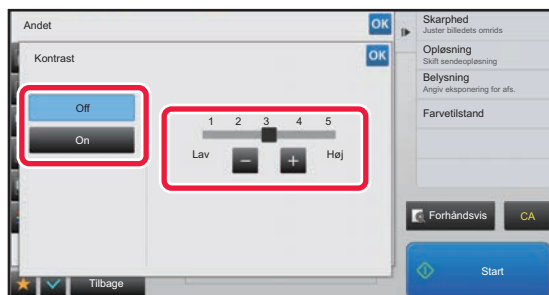 Andet
OK
Kontrast
OK
Off
On
1 2 3 4 5
Lav
Høj
Tilbage
Skarphed
Juster billedets omrids
Opløsning
Skift sendeopløsning
Belysning
Angiv eksponering for afs.
Farvetilstand
Forhåndsvis
CA
Start